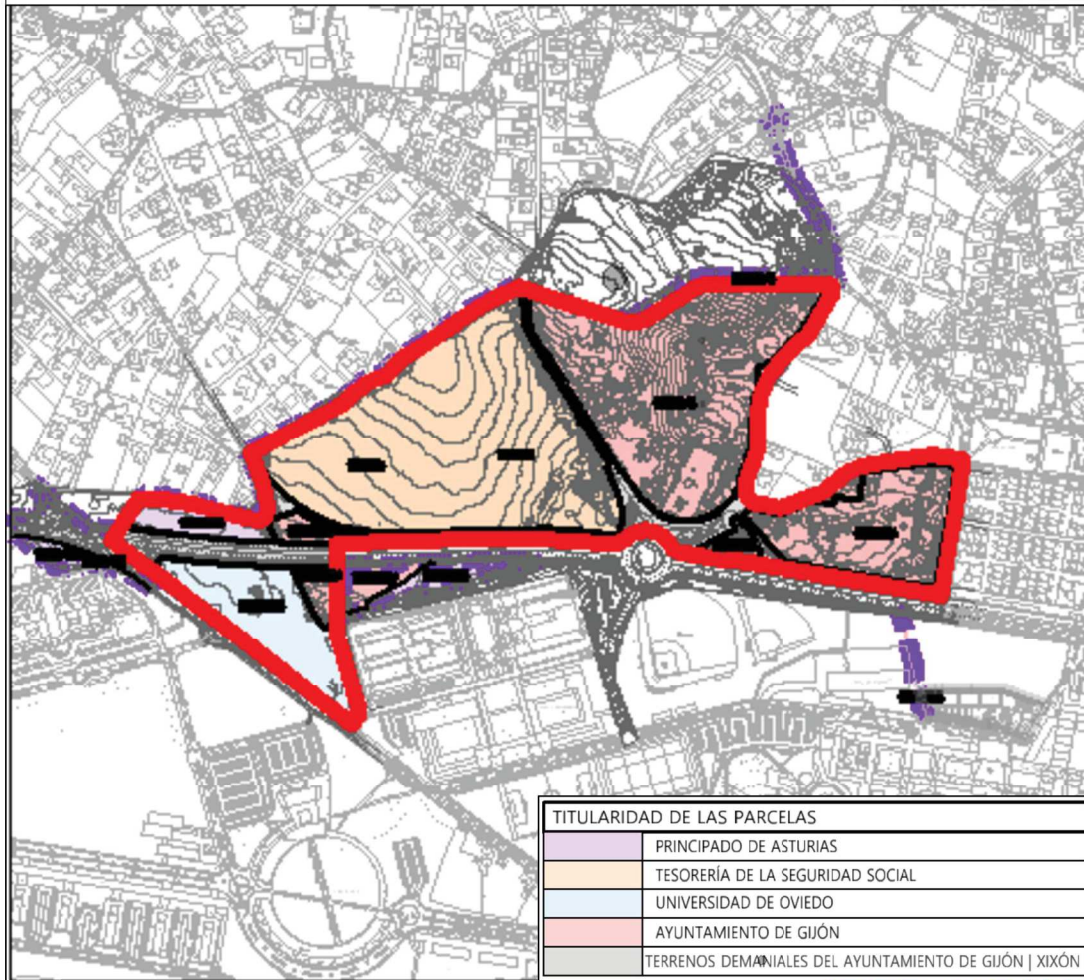 TITULARIDAD DE LAS PARCELAS
PRINCIPADO DE ASTURIAS
TESORERÍA DE LA SEGURIDAD SOCIAL
UNIVERSIDAD DE OVIEDO
AYUNTAMIENTO DE GIJÓN
TERRENOS DEMANIALES DEL AYUNTAMIENTO DE GIJÓN | XIXÓN